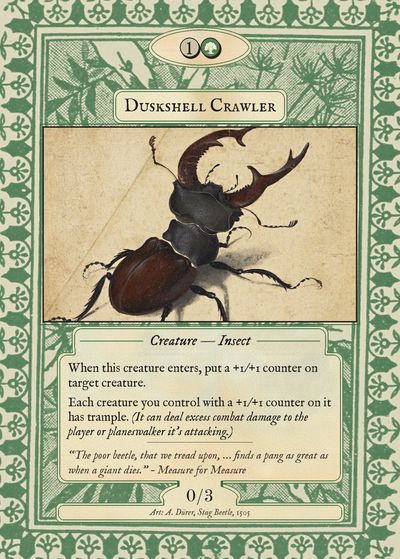 1
Duskshell Crawler
Creature — Insect
When this creature enters, put a +1/+1 counter on
target creature.
Each creature you control with a +1/+1 counter on it
has trample. (It can deal excess combat damage to the
player or planeswalker it's attacking.)
"The poor beetle, that we tread upon, ... finds a pang as great as
when a giant dies." - Measure for Measure
0/3
Art: A. Dürer, Stag Beetle, 1505